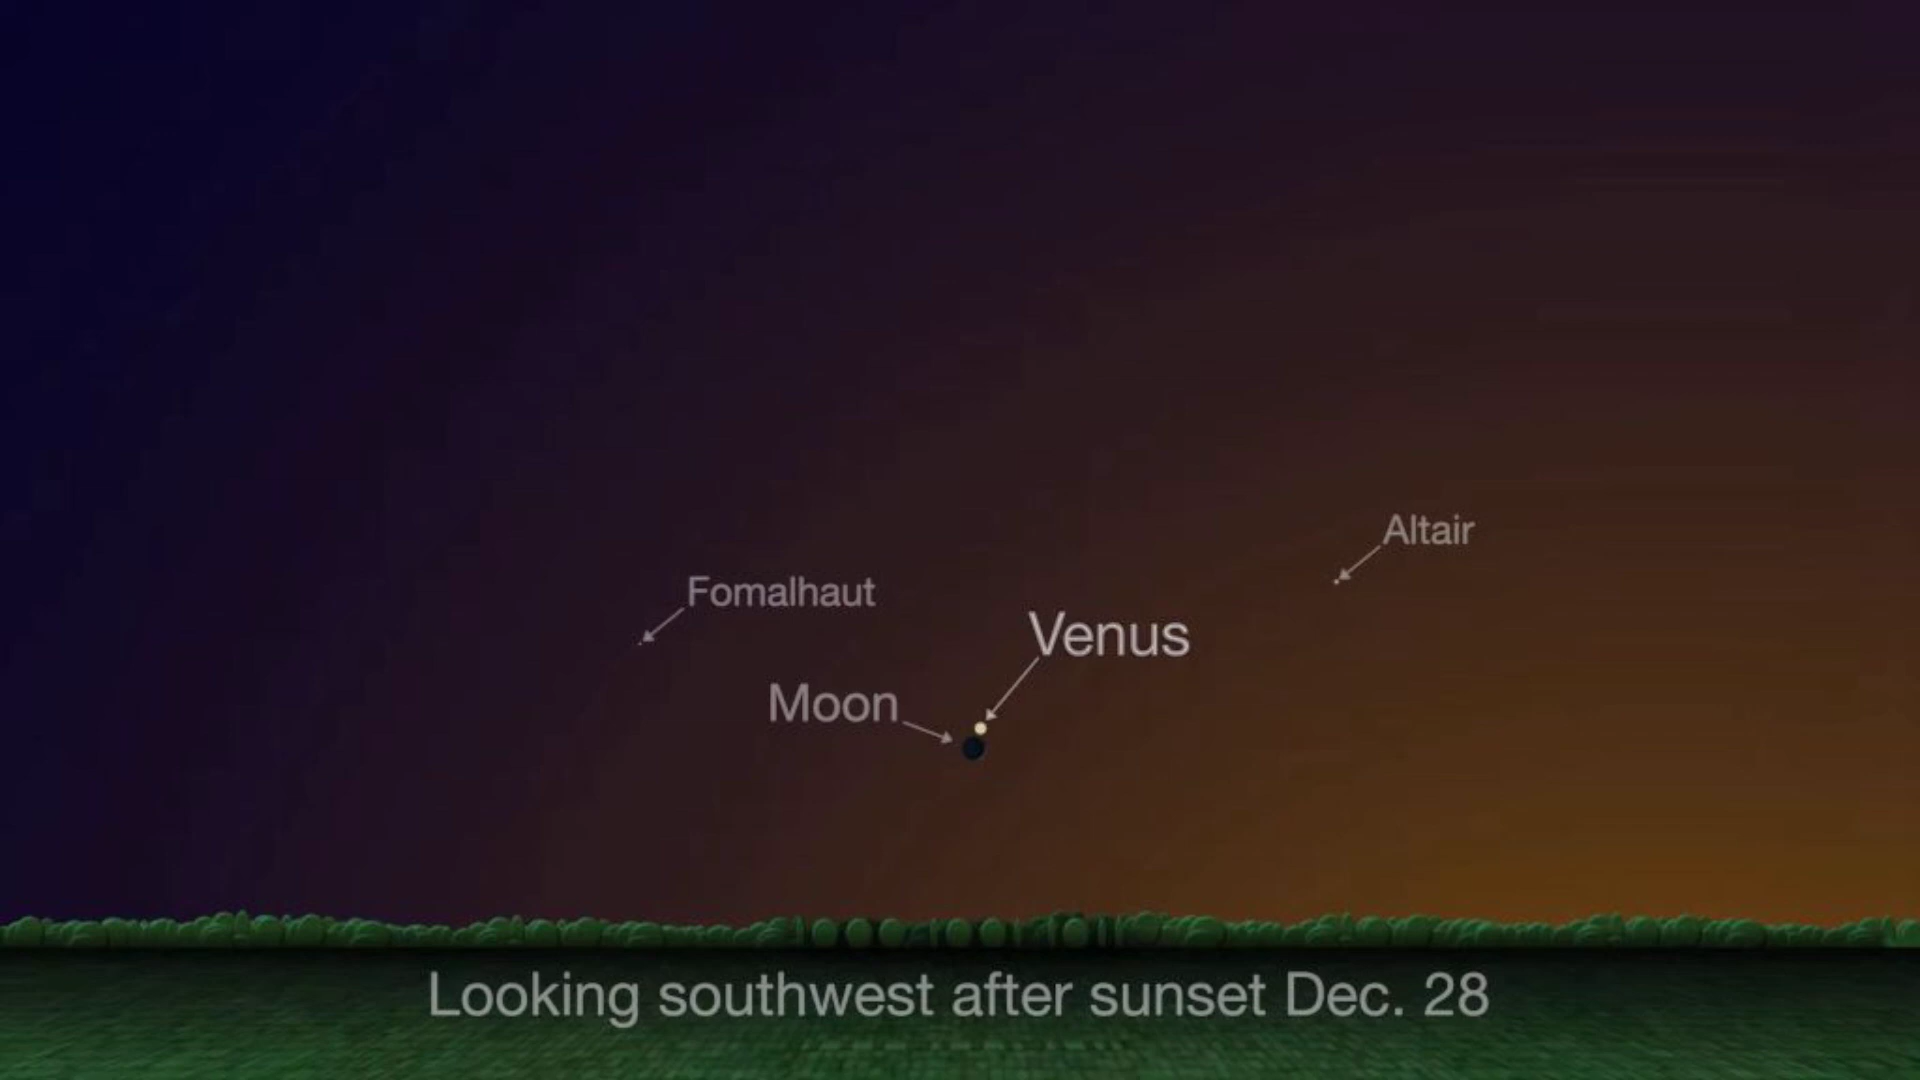 Altair
Fomalhaut
Venus
Moon
Looking southwest after sunset Dec. 28